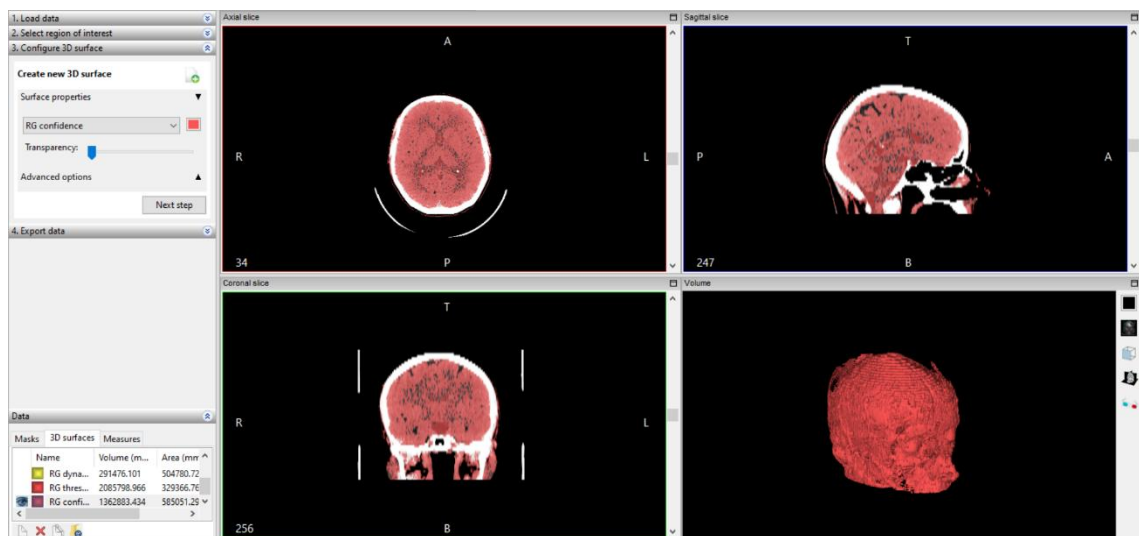 1. Load data
2. Select region of interest
3. Configure 3D surface
Create new 3D surface
Surface properties
RG confidence
Transparency:
Advanced options
Next step
4. Export data
Data
Masks 3D surfaces Measures
Name Volume (m... Area (mm
RG dyna... 291476.101 504780.72
RG thres... 2085798.966 329366.76
RG confi... 1362883.434 585051.29
Axial slice
A
R L
34 P
Sagittal slice
T
P A
247 B
Coronal slice
T
R L
256 B
Volume